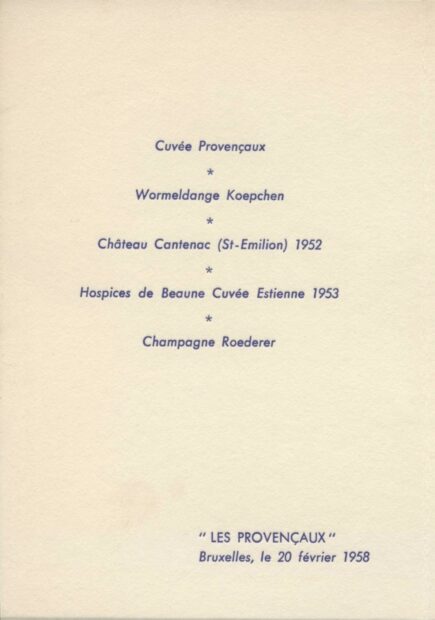 Cuvée Provençaux
*
Wormeldange Koepchen
*
Château Cantenac (St-Emilion) 1952
*
Hospices de Beaune Cuvée Estienne 1953
*
Champagne Roederer
" LES PROVENÇAUX "
Bruxelles, le 20 février 1958